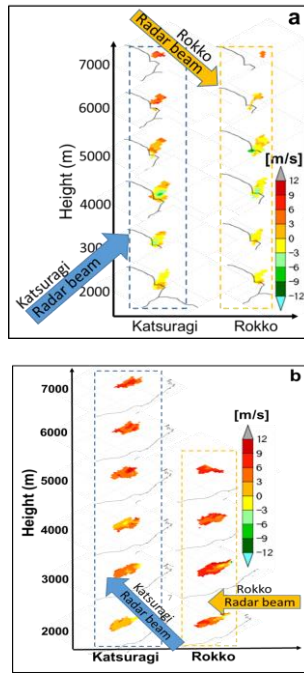 a
Rokko
Radar beam
7000
6000
5000
4000
3000
2000
Height (m)
[m/s]
12
9
6
3
0
−3
−6
−9
−12
Katsuragi
Radar beam
Katsuragi
Rokko
b
7000
6000
5000
4000
3000
2000
Height (m)
[m/s]
12
9
6
3
0
−3
−6
−9
−12
Katsuragi
Radar beam
Rokko
Radar beam
Katsuragi
Rokko